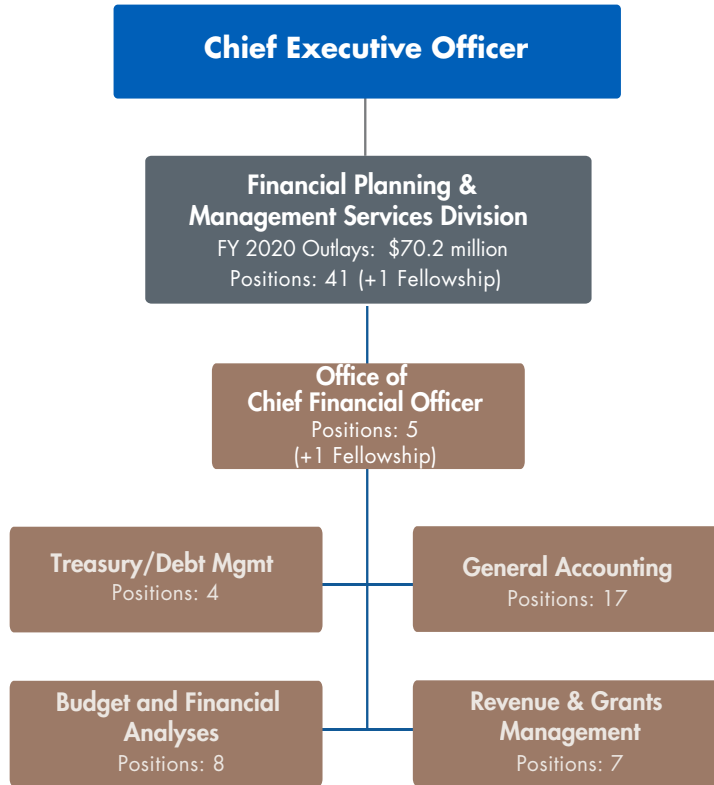 Chief Executive Officer
Financial Planning &
Management Services Division
FY 2020 Outlays:  $70.2 million
Positions: 41 (+1 Fellowship)
Office of
Chief Financial Officer
Positions: 5
(+1 Fellowship)
Treasury/Debt Mgmt
Positions: 4
General Accounting
Positions: 17
Budget and Financial
Analyses
Positions: 8
Revenue & Grants
Management
Positions: 7